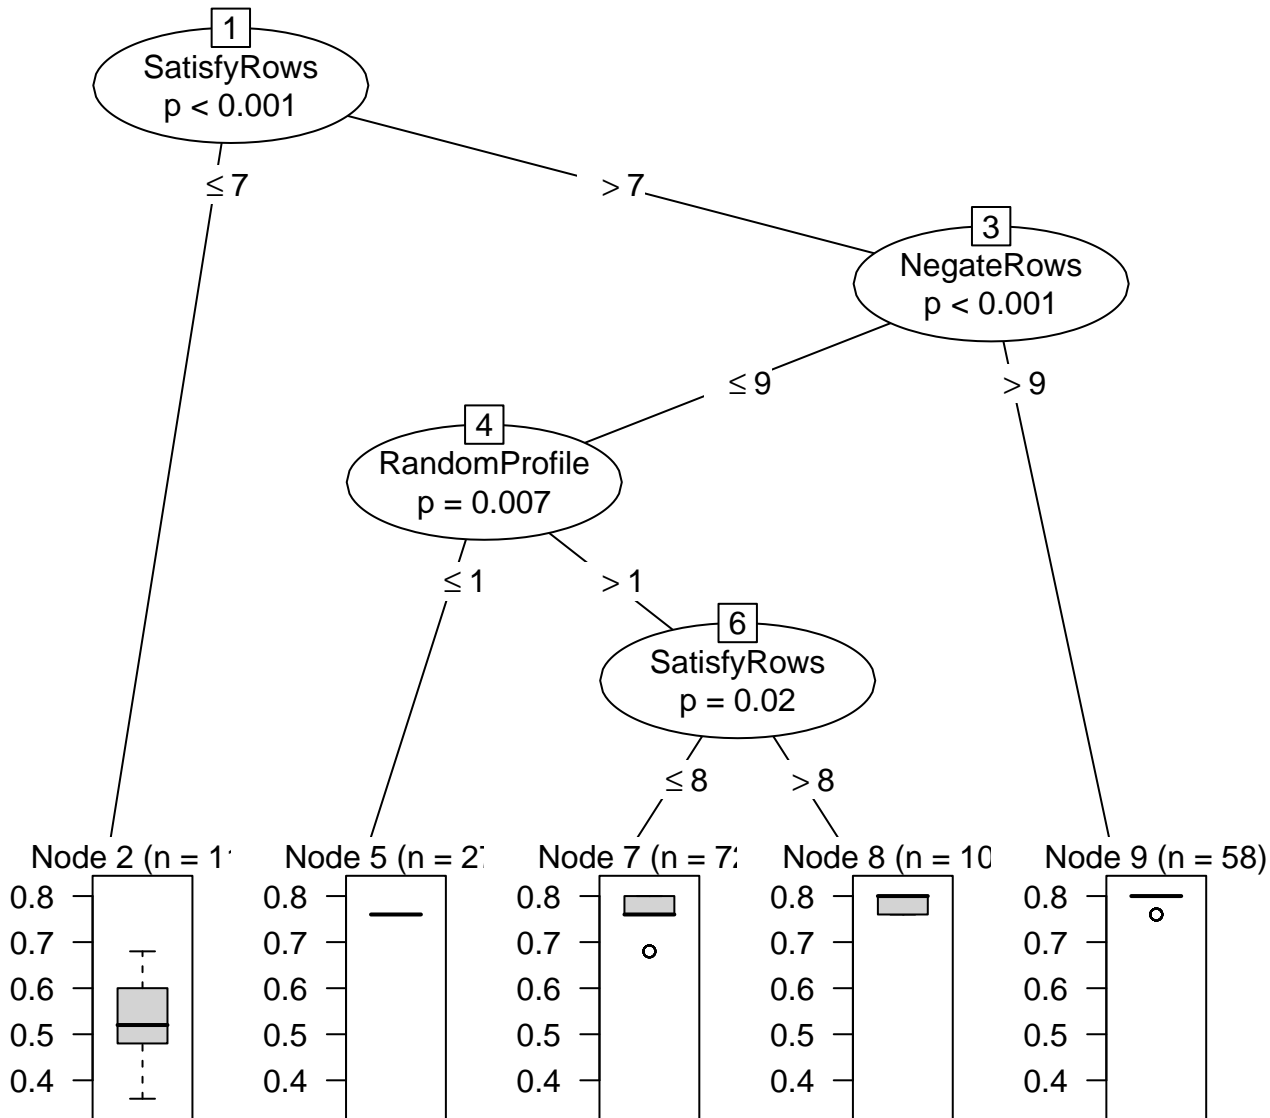 1
SatisfyRows
p < 0.001
≤ 7
> 7
3
NegateRows
p < 0.001
≤ 9
> 9
4
RandomProfile
p = 0.007
≤ 1
> 1
6
SatisfyRows
p = 0.02
≤ 8
> 8
Node 2 (n =
0.8
0.7
0.6
0.5
0.4
Node 5 (n =
0.8
0.7
0.6
0.5
0.4
Node 7 (n =
0.8
0.7
0.6
0.5
0.4
Node 8 (n =
0.8
0.7
0.6
0.5
0.4
Node 9 (n = 58)
0.8
0.7
0.6
0.5
0.4